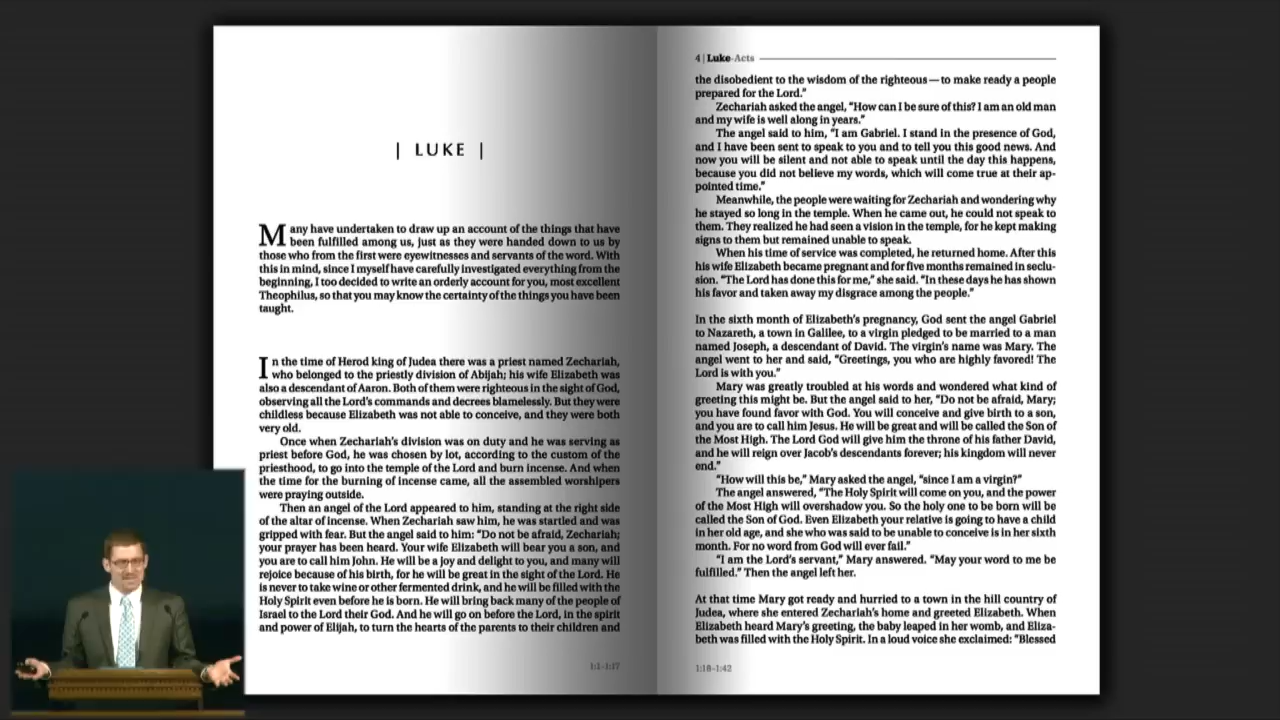 | LUKE |
Many have undertaken to draw up an account of the things that have
been fulfilled among us, just as they were handed down to us by
those who from the first were eyewitnesses and servants of the word. With
this in mind, since I myself have carefully investigated everything from the
beginning, I too decided to write an orderly account for you, most excellent
Theophilus, so that you may know the certainty of the things you have been
taught.
In the time of Herod king of Judea there was a priest named Zechariah,
who belonged to the priestly division of Abijah; his wife Elizabeth was
also a descendant of Aaron. Both of them were righteous in the sight of God,
observing all the Lord's commands and decrees blamelessly. But they were
childless because Elizabeth was not able to conceive, and they were both
very old.
Once when Zechariah's division was on duty and he was serving as
priest before God, he was chosen by lot, according to the custom of the
priesthood, to go into the temple of the Lord and burn incense. And when
the time for the burning of incense came, all the assembled worshipers
were praying outside.
Then an angel of the Lord appeared to him, standing at the right side
of the altar of incense. When Zechariah saw him, he was startled and was
gripped with fear. But the angel said to him: “Do not be afraid, Zechariah;
your prayer has been heard. Your wife Elizabeth will bear you a son, and
you are to call him John. He will be a joy and delight to you, and many will
rejoice because of his birth, for he will be great in the sight of the Lord. He
is never to take wine or other fermented drink, and he will be filled with the
Holy Spirit even before he is born. He will bring back many of the people of
Israel to the Lord their God. And he will go on before the Lord, in the spirit
and power of Elijah, to turn the hearts of the parents to their children and
1:1–1:17
4 | Luke-Acts
the disobedient to the wisdom of the righteous — to make ready a people
prepared for the Lord.”
Zechariah asked the angel, “How can I be sure of this? I am an old man
and my wife is well along in years.”
The angel said to him, “I am Gabriel. I stand in the presence of God,
and I have been sent to speak to you and to tell you this good news. And
now you will be silent and not able to speak until the day this happens,
because you did not believe my words, which will come true at their ap-
pointed time.”
Meanwhile, the people were waiting for Zechariah and wondering why
he stayed so long in the temple. When he came out, he could not speak to
them. They realized he had seen a vision in the temple, for he kept making
signs to them but remained unable to speak.
When his time of service was completed, he returned home. After this
his wife Elizabeth became pregnant and for five months remained in seclu-
sion. “The Lord has done this for me,” she said. “In these days he has shown
his favor and taken away my disgrace among the people.”
In the sixth month of Elizabeth's pregnancy, God sent the angel Gabriel
to Nazareth, a town in Galilee, to a virgin pledged to be married to a man
named Joseph, a descendant of David. The virgin's name was Mary. The
angel went to her and said, “Greetings, you who are highly favored! The
Lord is with you.”
Mary was greatly troubled at his words and wondered what kind of
greeting this might be. But the angel said to her, “Do not be afraid, Mary;
you have found favor with God. You will conceive and give birth to a son,
and you are to call him Jesus. He will be great and will be called the Son of
the Most High. The Lord God will give him the throne of his father David,
and he will reign over Jacob's descendants forever; his kingdom will never
end.”
“How will this be,” Mary asked the angel, “since I am a virgin?”
The angel answered, “The Holy Spirit will come on you, and the power
of the Most High will overshadow you. So the holy one to be born will be
called the Son of God. Even Elizabeth your relative is going to have a child
in her old age, and she who was said to be unable to conceive is in her sixth
month. For no word from God will ever fail.”
“I am the Lord's servant,” Mary answered. “May your word to me be
fulfilled.” Then the angel left her.
At that time Mary got ready and hurried to a town in the hill country of
Judea, where she entered Zechariah's home and greeted Elizabeth. When
Elizabeth heard Mary's greeting, the baby leaped in her womb, and Eliza-
beth was filled with the Holy Spirit. In a loud voice she exclaimed: “Blessed
1:18–1:42